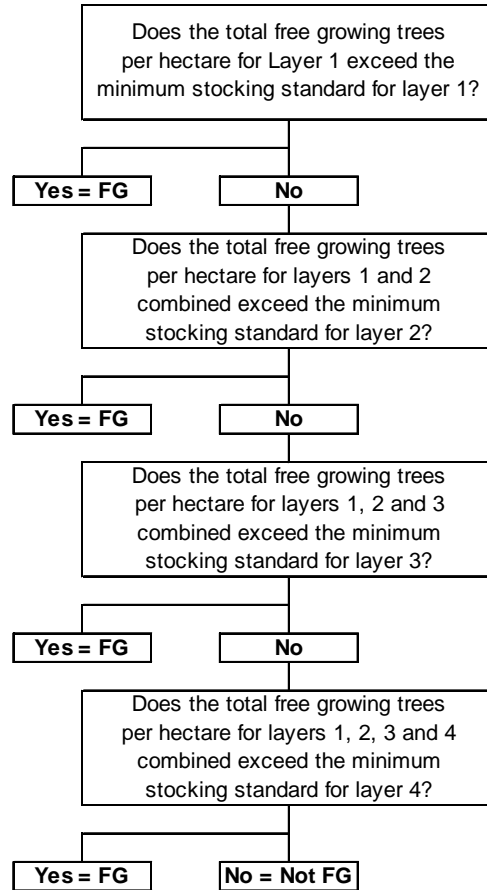 Does the total free growing trees
per hectare for Layer 1 exceed the
minimum stocking standard for layer 1?
Yes = FG
No
Does the total free growing trees
per hectare for layers 1 and 2
combined exceed the minimum
stocking standard for layer 2?
Yes = FG
No
Does the total free growing trees
per hectare for layers 1, 2 and 3
combined exceed the minimum
stocking standard for layer 3?
Yes = FG
No
Does the total free growing trees
per hectare for layers 1, 2, 3 and 4
combined exceed the minimum
stocking standard for layer 4?
Yes = FG
No = Not FG